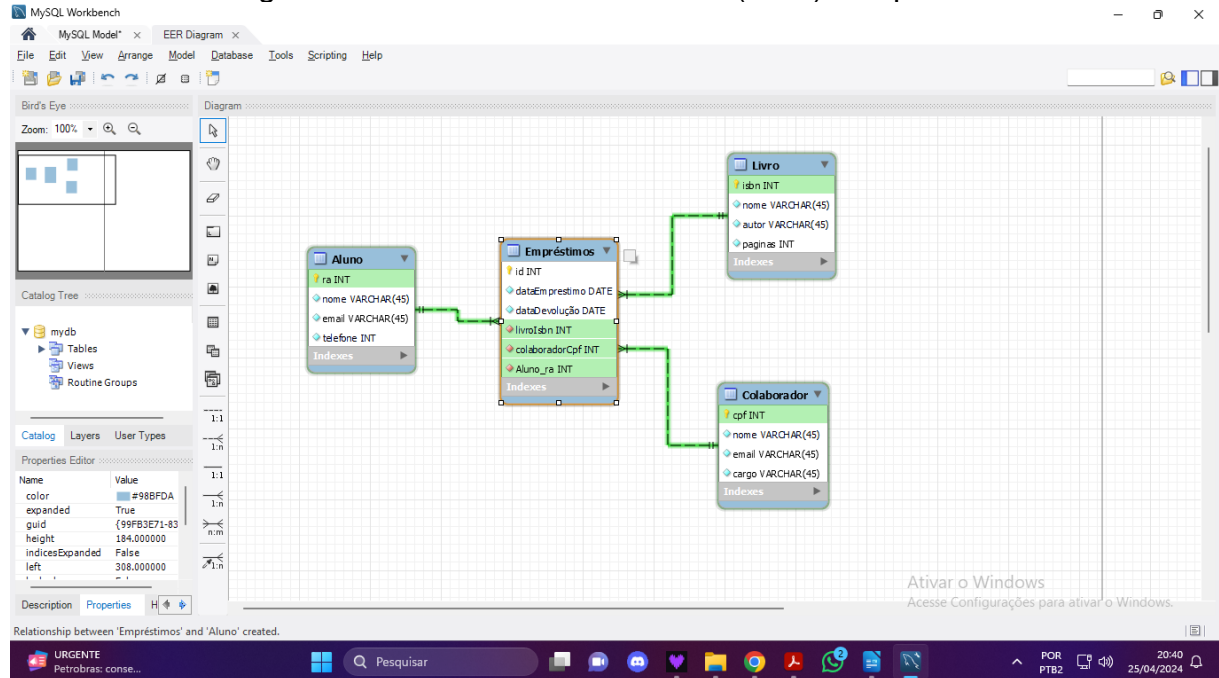 MySQL Workbench
MySQL Model* × EER Diagram ×
File Edit View Arrange Model Database Tools Scripting Help
Bird's Eye
Diagram
Zoom: 100%
Livro
isbn INT
nome VARCHAR(45)
autor VARCHAR(45)
paginas INT
Indexes
Empréstimos
id INT
dataEmprestimo DATE
dataDevolução DATE
livroIsbn INT
colaboradorCpf INT
Aluno_ra INT
Indexes
Aluno
ra INT
nome VARCHAR(45)
email VARCHAR(45)
telefone INT
Indexes
Colaborador
cpf INT
nome VARCHAR(45)
email VARCHAR(45)
cargo VARCHAR(45)
Indexes
Catalog Tree
mydb
Tables
Views
Routine Groups
Catalog Layers User Types
Properties Editor
Name Value
color #98BFDA
expanded True
guid {99FB3E71-83
height 184.000000
indicesExpanded False
left 308.000000
Description Properties H
1:1
1:n
1:1
1:n
n:m
1:n
Ativar o Windows
Acesse Configurações para ativar o Windows.
Relationship between 'Empréstimos' and 'Aluno' created.
URGENTE
Petrobras: conse...
Pesquisar
2
POR
PTB2
20:40
25/04/2024